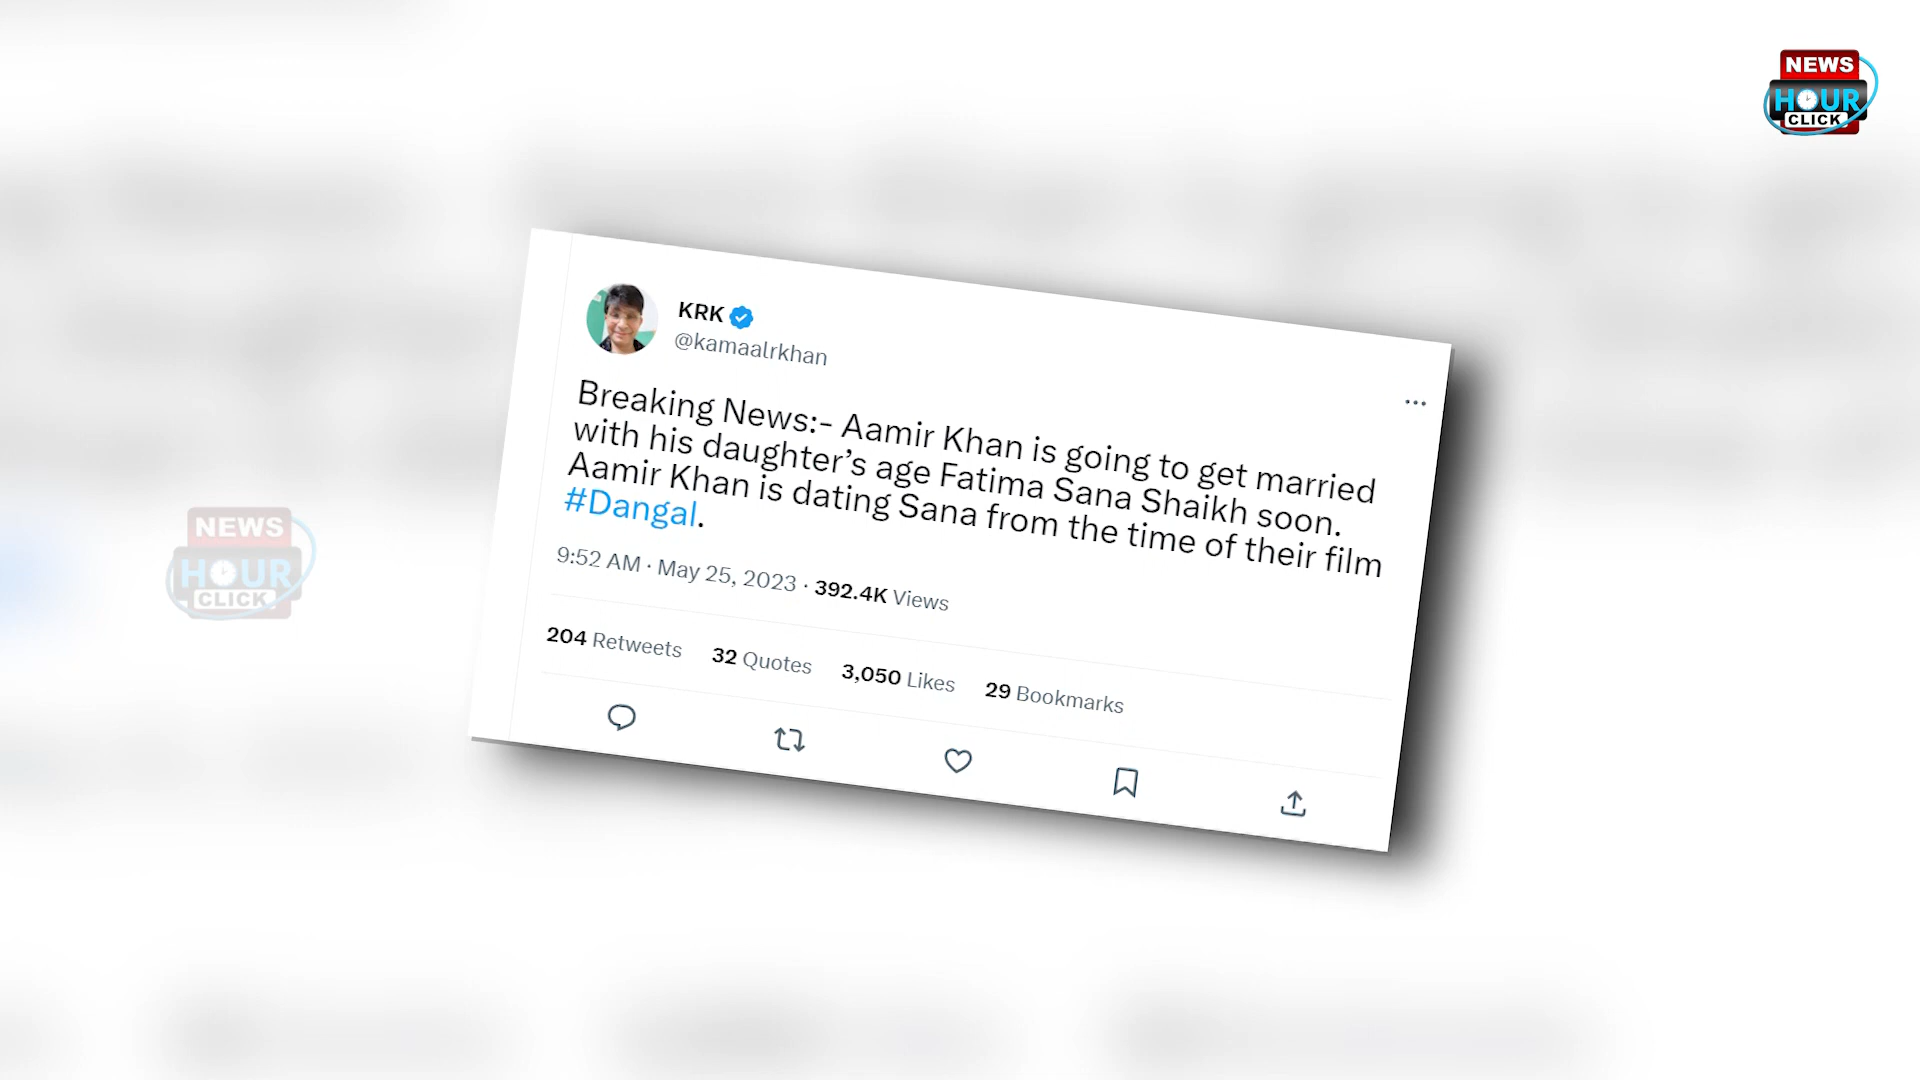 NEWS
HOUR
CLICK
KRK
@kamaalrkhan
Breaking News:- Aamir Khan is going to get married
with his daughter’s age Fatima Sana Shaikh soon.
Aamir Khan is dating Sana from the time of their film
#Dangal.
9:52 AM · May 25, 2023 · 392.4K Views
204 Retweets 32 Quotes 3,050 Likes 29 Bookmarks
NEWS
HOUR
CLICK